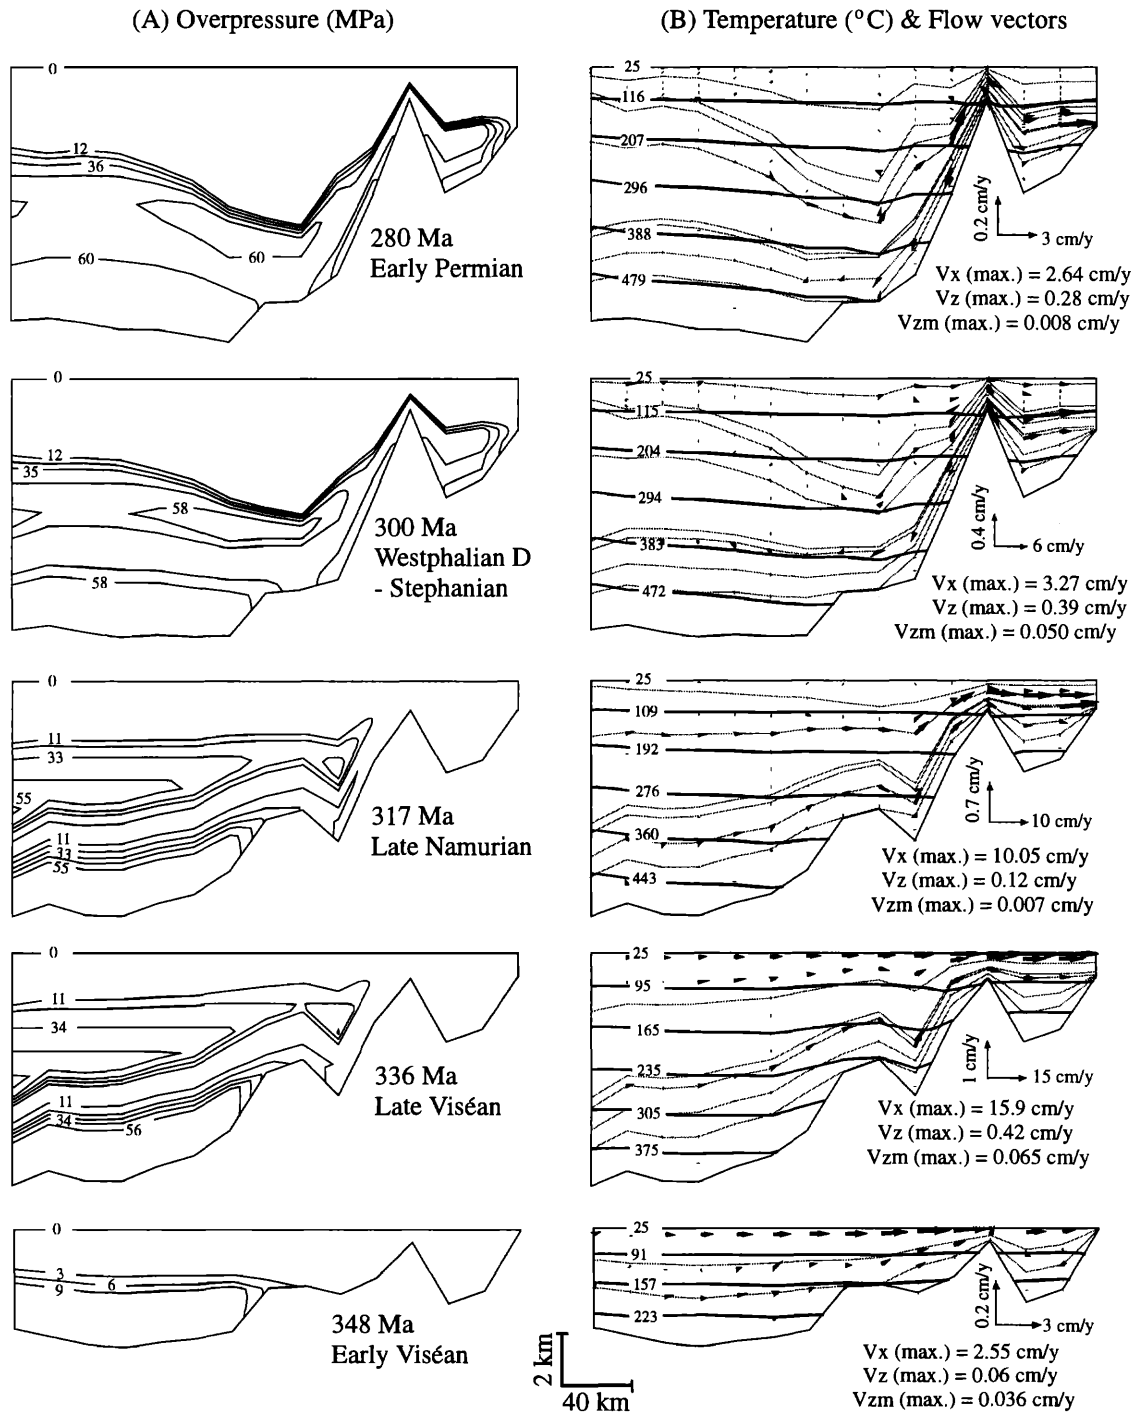 (A) Overpressure (MPa)
(B) Temperature (°C) & Flow vectors
0
12
36
60
60
280 Ma
Early Permian
25
116
207
296
388
479
0.2 cm/y
3 cm/y
Vx (max.) = 2.64 cm/y
Vz (max.) = 0.28 cm/y
Vzm (max.) = 0.008 cm/y
0
12
35
58
58
300 Ma
Westphalian D
- Stephanian
25
115
204
294
383
472
0.4 cm/y
6 cm/y
Vx (max.) = 3.27 cm/y
Vz (max.) = 0.39 cm/y
Vzm (max.) = 0.050 cm/y
0
11
33
55
11
33
55
317 Ma
Late Namurian
25
109
192
276
360
443
0.7 cm/y
10 cm/y
Vx (max.) = 10.05 cm/y
Vz (max.) = 0.12 cm/y
Vzm (max.) = 0.007 cm/y
0
11
34
11
34
56
336 Ma
Late Viséan
25
95
165
235
305
375
1 cm/y
15 cm/y
Vx (max.) = 15.9 cm/y
Vz (max.) = 0.42 cm/y
Vzm (max.) = 0.065 cm/y
0
3
6
9
348 Ma
Early Viséan
25
91
157
223
0.2 cm/y
3 cm/y
Vx (max.) = 2.55 cm/y
Vz (max.) = 0.06 cm/y
Vzm (max.) = 0.036 cm/y
2 km
40 km